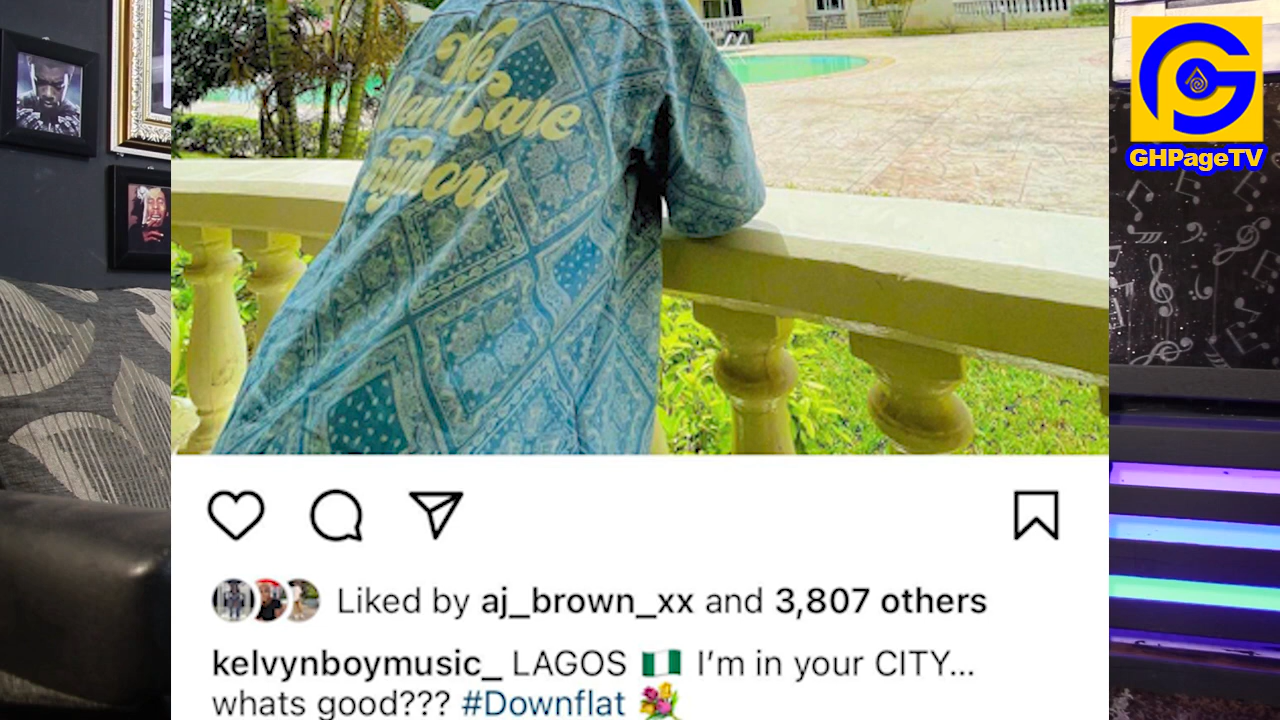 We
Don't Care
Anymore
GHPageTV
Liked by aj_brown_xx and 3,807 others
kelvynboymusic_ LAGOS 🇳🇬 I'm in your CITY...
whats good??? #Downflat 💐